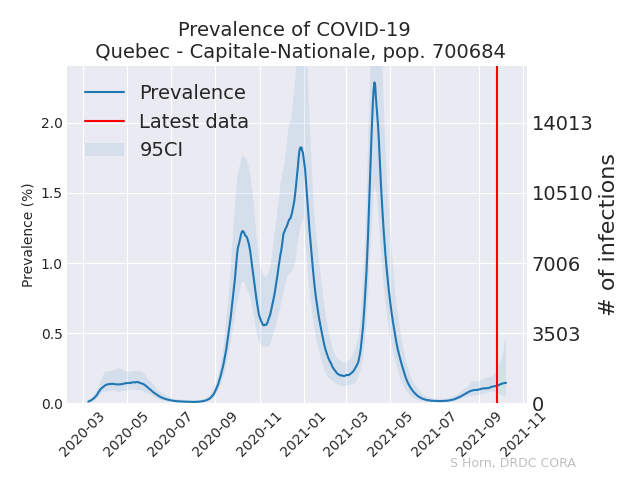 Prevalence of COVID-19
Quebec - Capitale-Nationale, pop. 700684
Prevalence
Latest data
95CI
Prevalence (%)
2.0
1.5
1.0
0.5
0.0
14013
10510
7006
3503
0
# of infections
2020-03
2020-05
2020-07
2020-09
2020-11
2021-01
2021-03
2021-05
2021-07
2021-09
2021-11
S Horn, DRDC CORA